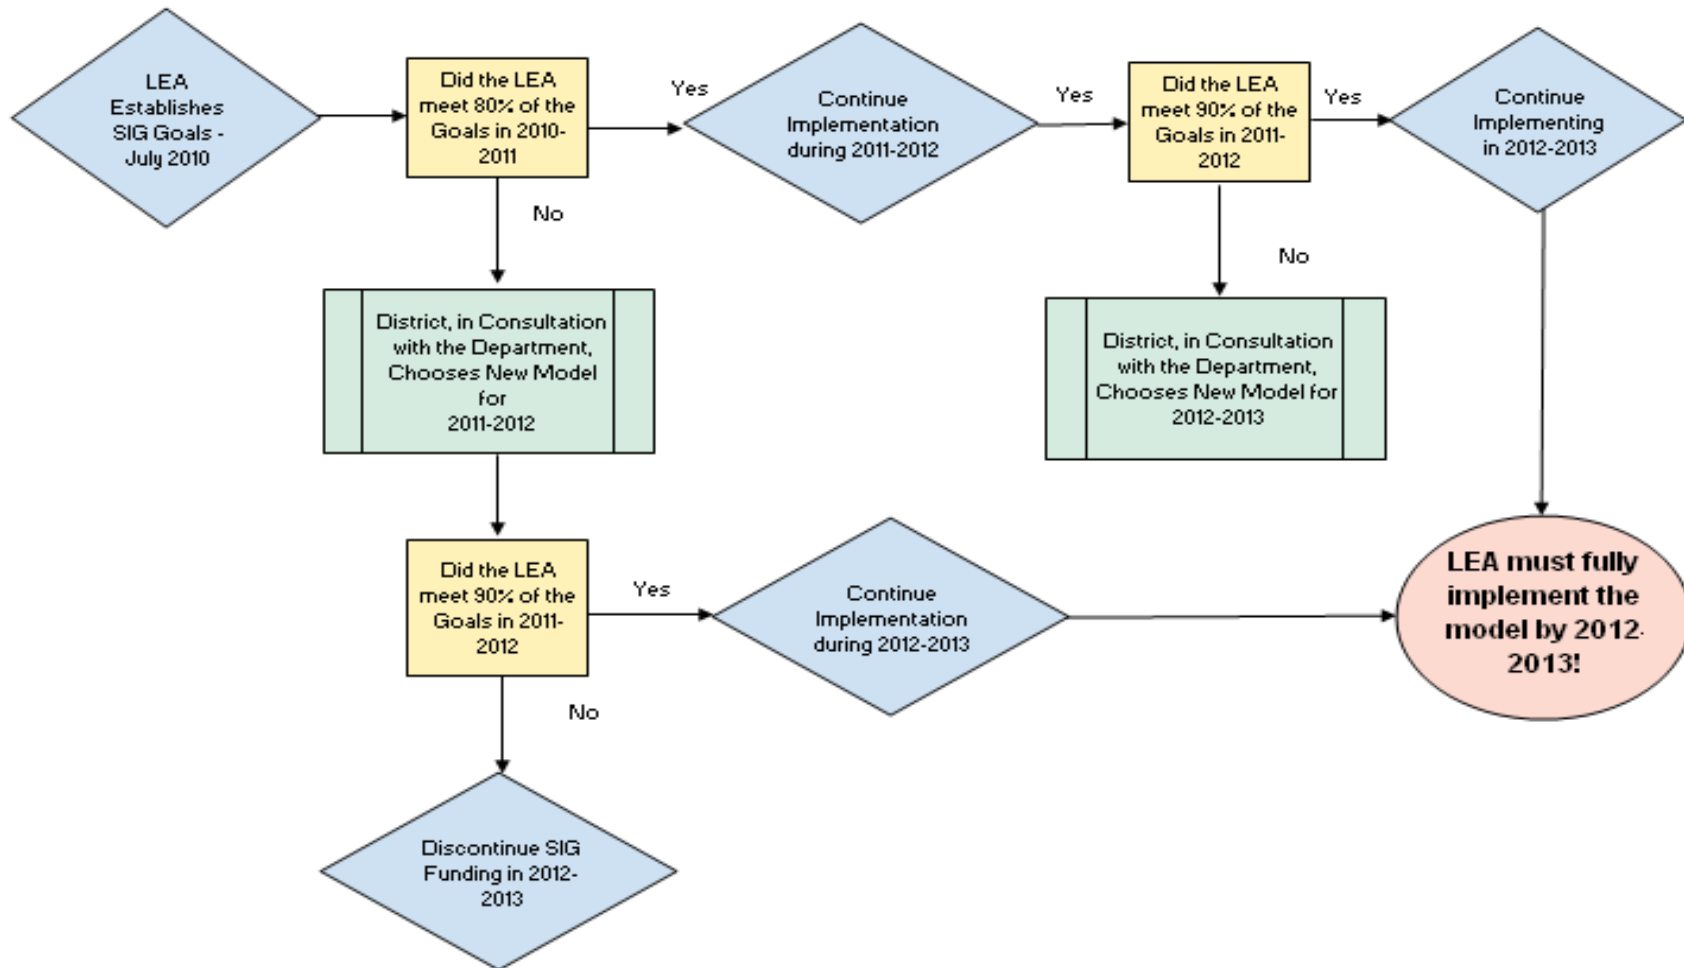 LEA
Establishes
SIG Goals -
July 2010
Did the LEA
meet 80% of the
Goals in 2010-
2011
Yes
Continue
Implementation
during 2011-2012
Yes
Did the LEA
meet 90% of the
Goals in 2011-
2012
Yes
Continue
Implementing
in 2012-2013
No
No
District, in Consultation
with the Department,
Chooses New Model
for
2011-2012
District, in Consultation
with the Department,
Chooses New Model for
2012-2013
Did the LEA
meet 90% of the
Goals in 2011-
2012
Yes
Continue
Implementation
during 2012-2013
LEA must fully
implement the
model by 2012-
2013!
No
Discontinue SIG
Funding in 2012-
2013